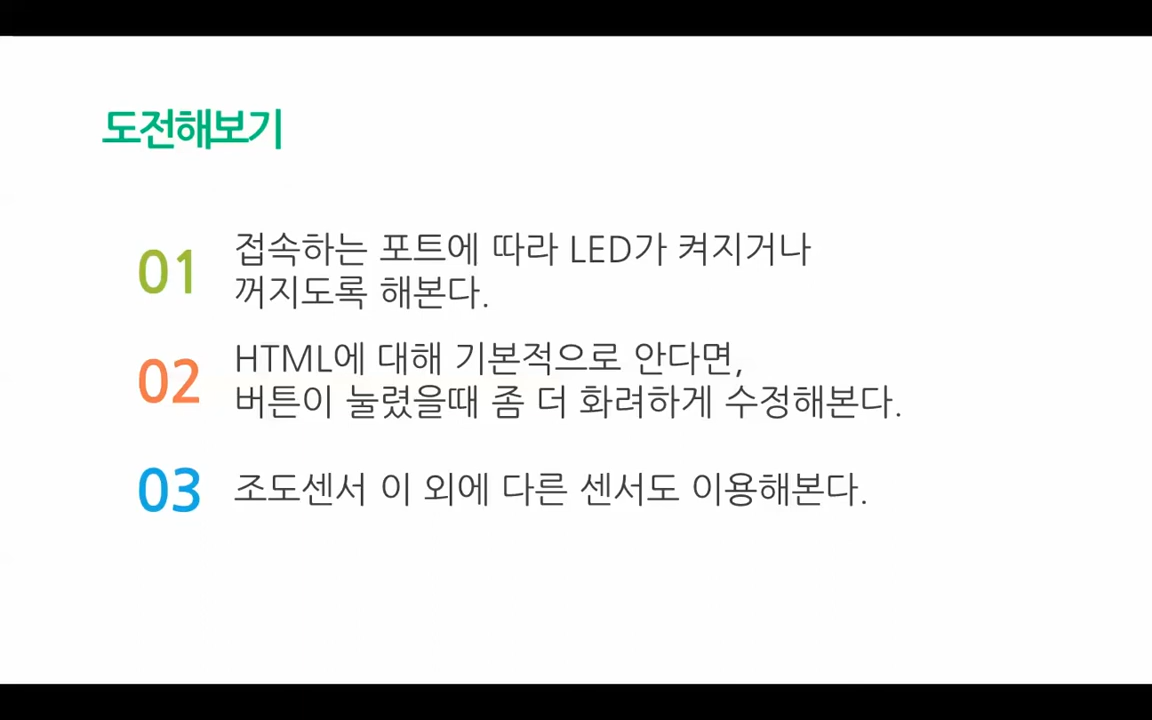 도전해보기
01
접속하는 포트에 따라 LED가 켜지거나
꺼지도록 해본다.
02
HTML에 대해 기본적으로 안다면,
버튼이 눌렸을때 좀 더 화려하게 수정해본다.
03
조도센서 이 외에 다른 센서도 이용해본다.